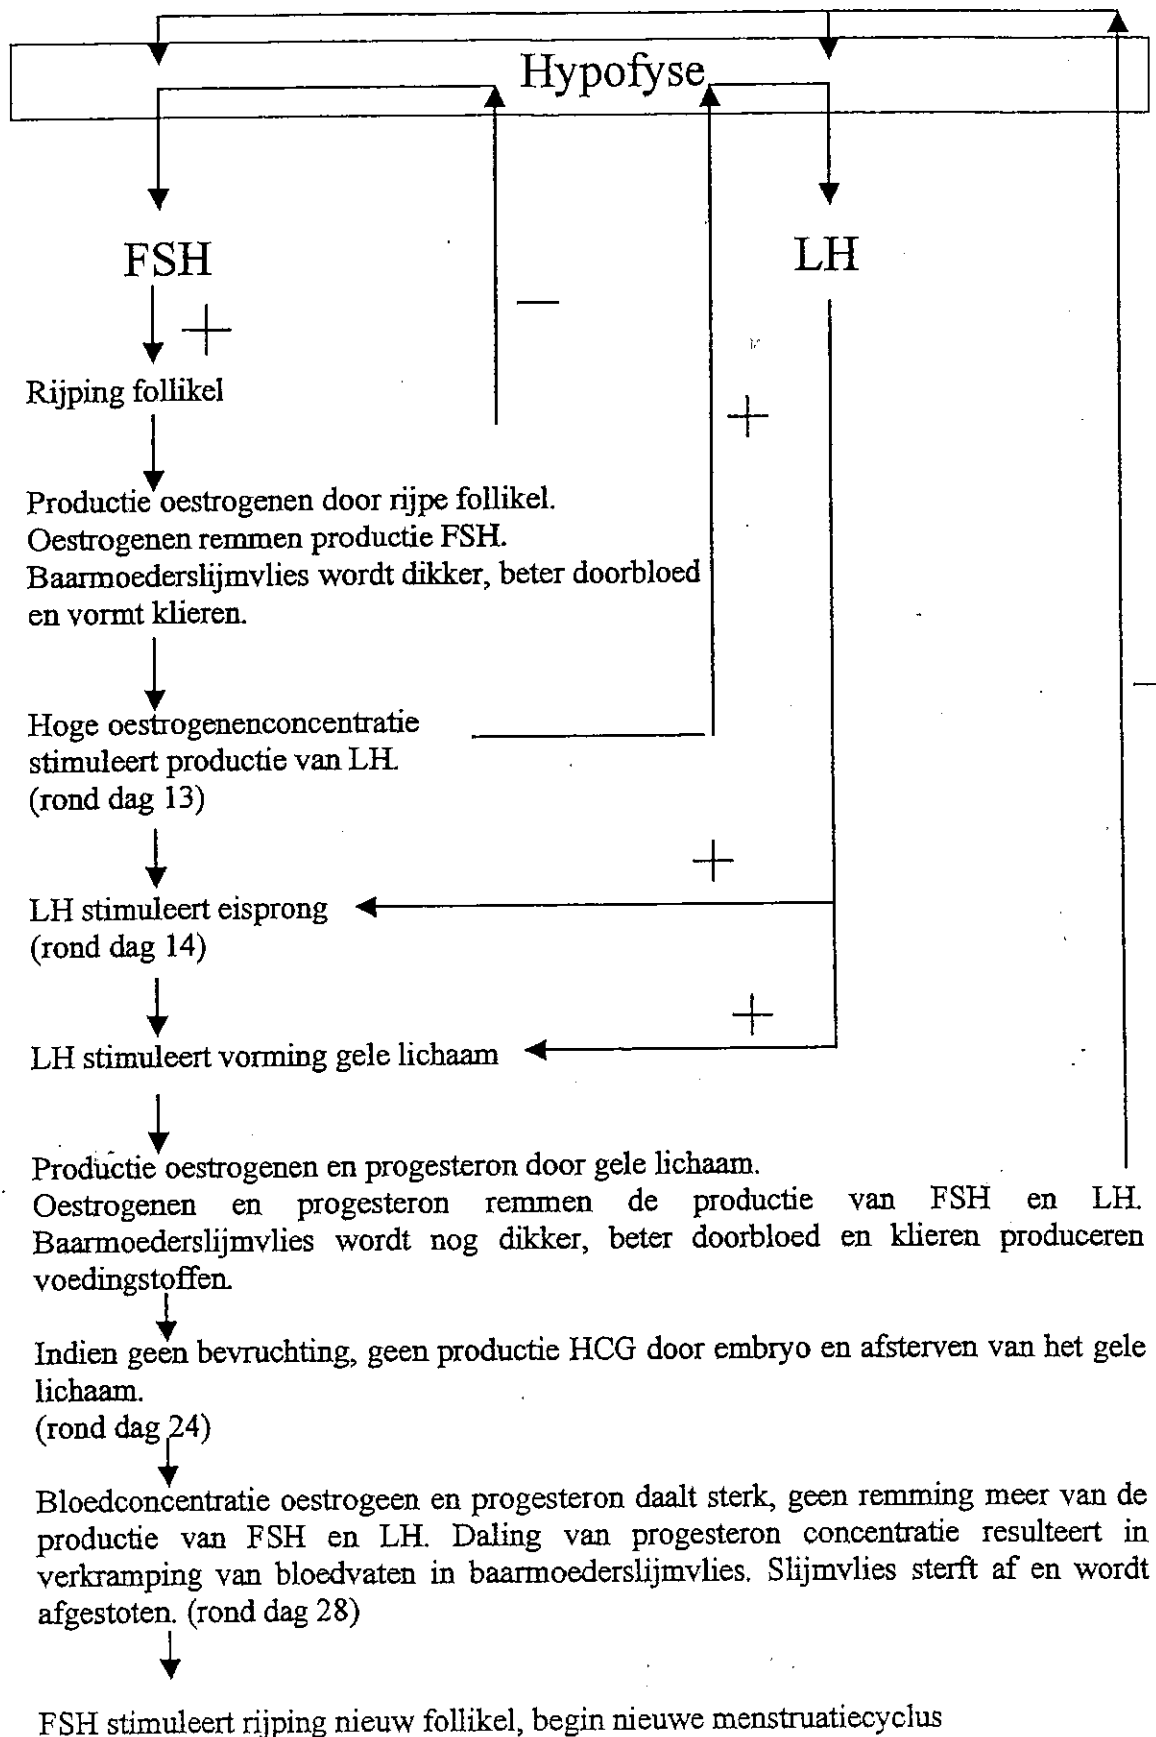 Hypofyse
FSH
LH
+
−
+
Rijping follikel
Productie oestrogenen door rijpe follikel.
Oestrogenen remmen productie FSH.
Baarmoederslijmvlies wordt dikker, beter doorbloed
en vormt klieren.
−
Hoge oestrogenenconcentratie
stimuleert productie van LH.
(rond dag 13)
+
LH stimuleert eisprong
(rond dag 14)
+
LH stimuleert vorming gele lichaam
Productie oestrogenen en progesteron door gele lichaam.
Oestrogenen en progesteron remmen de productie van FSH en LH.
Baarmoederslijmvlies wordt nog dikker, beter doorbloed en klieren produceren
voedingstoffen.
Indien geen bevruchting, geen productie HCG door embryo en afsterven van het gele
lichaam.
(rond dag 24)
Bloedconcentratie oestrogeen en progesteron daalt sterk, geen remming meer van de
productie van FSH en LH. Daling van progesteron concentratie resulteert in
verkramping van bloedvaten in baarmoederslijmvlies. Slijmvlies sterft af en wordt
afgestoten. (rond dag 28)
FSH stimuleert rijping nieuw follikel, begin nieuwe menstruatiecyclus